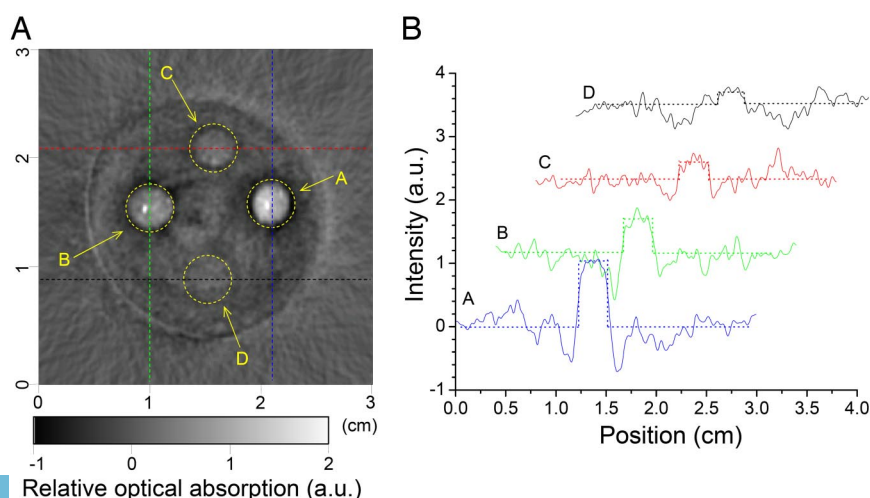 A
3
2
1
0
C
A
B
D
0 1 2 3
(cm)
-1 0 1 2
Relative optical absorption (a.u.)
B
Intensity (a.u.)
4
3
2
1
0
-1
D
C
B
A
0.0 0.5 1.0 1.5 2.0 2.5 3.0 3.5 4.0
Position (cm)